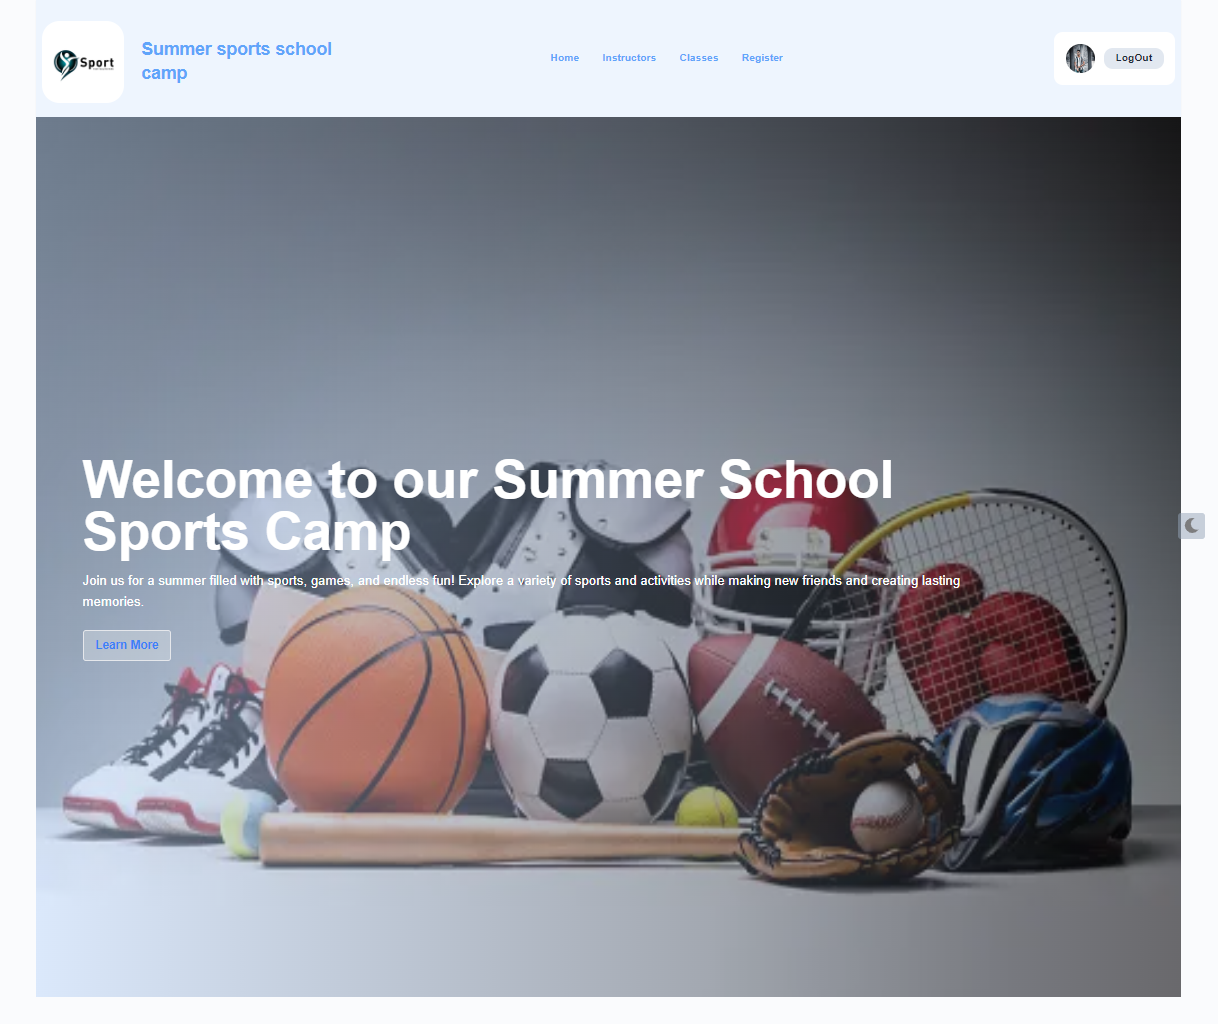 Sport
Summer sports school
camp
Home
Instructors
Classes
Register
LogOut
Welcome to our Summer School
Sports Camp
Join us for a summer filled with sports, games, and endless fun! Explore a variety of sports and activities while making new friends and creating lasting
memories.
Learn More